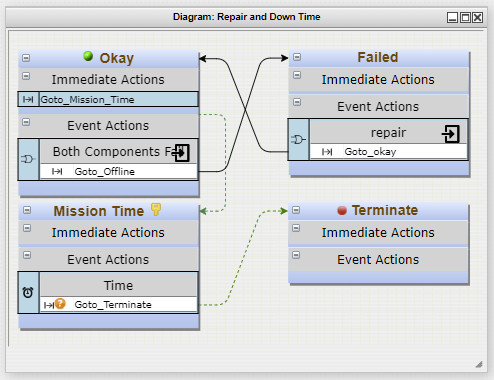 Diagram: Repair and Down Time
Okay
Immediate Actions
Goto_Mission_Time
Event Actions
Both Components
Goto_Offline
Failed
Immediate Actions
Event Actions
repair
Goto_okay
Mission Time
Immediate Actions
Event Actions
Time
Goto_Terminate
Terminate
Immediate Actions
Event Actions